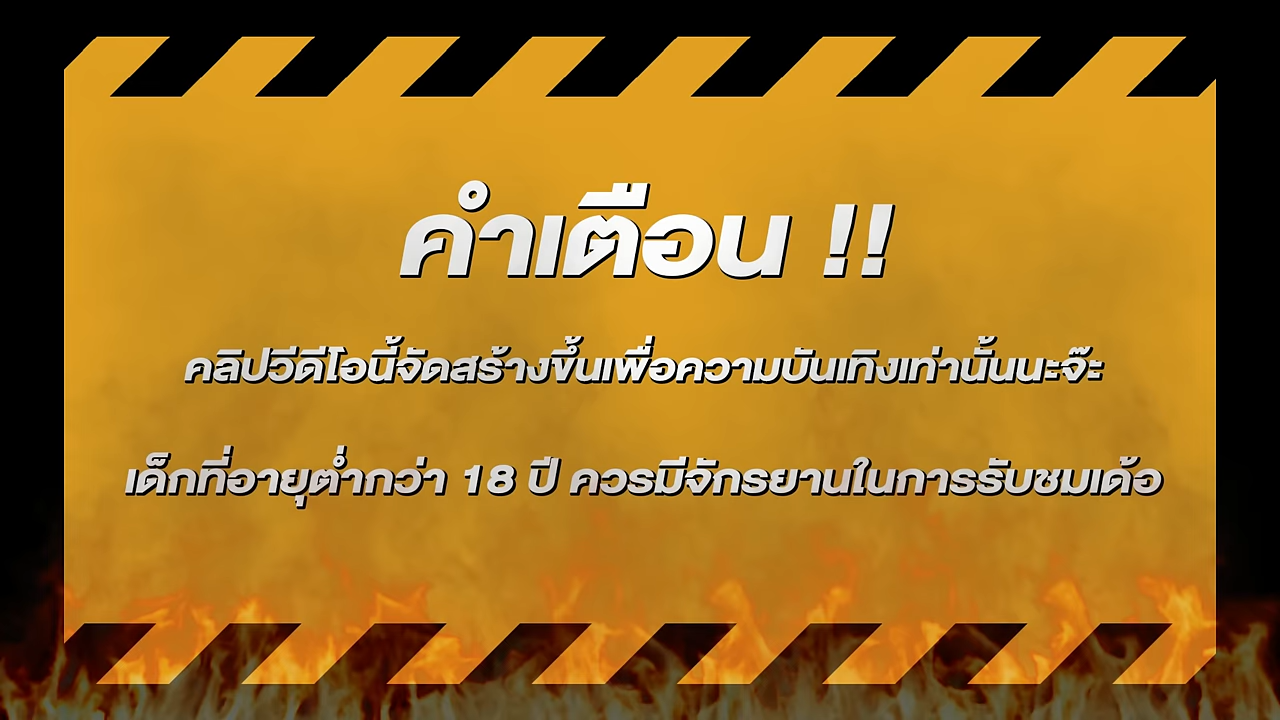 คำเตือน !!
คลิปวีดีโอนี้จัดสร้างขึ้นเพื่อความบันเทิงเท่านั้นนะจ๊ะ
เด็กที่อายุต่ำกว่า 18 ปี ควรมีจักรยานในการรับชมเด้อ